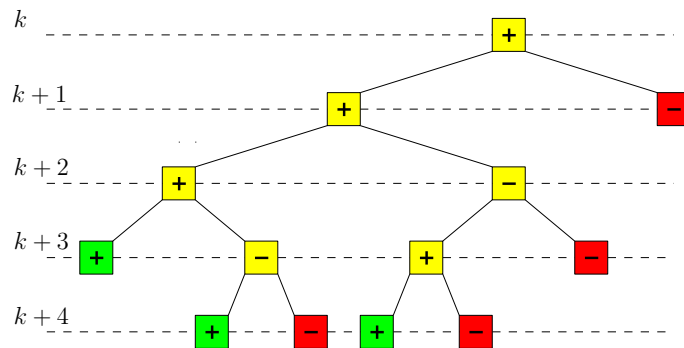 k +
k + 1 + −
k + 2 + −
k + 3 + − + −
k + 4 + − + −